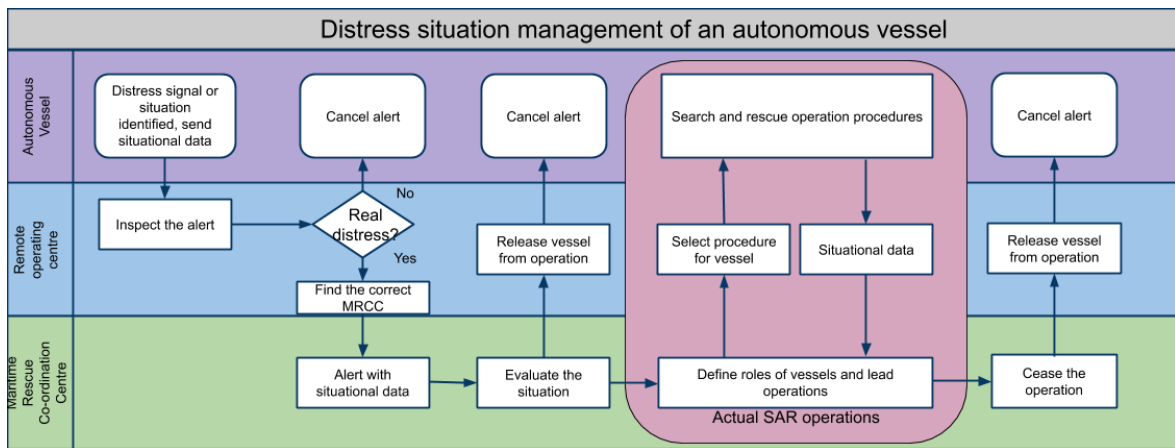 Distress situation management of an autonomous vessel
Autonomous
Vessel
Distress signal or
situation
identified, send
situational data
Cancel alert
Cancel alert
Search and rescue operation procedures
Cancel alert
Remote
operating
centre
Inspect the alert
No
Real
distress?
Yes
Find the correct
MRCC
Release vessel
from operation
Select procedure
for vessel
Situational data
Release vessel
from operation
Maritime
Rescue
Co-ordination
Centre
Alert with
situational data
Evaluate the
situation
Define roles of vessels and lead
operations
Actual SAR operations
Cease the
operation